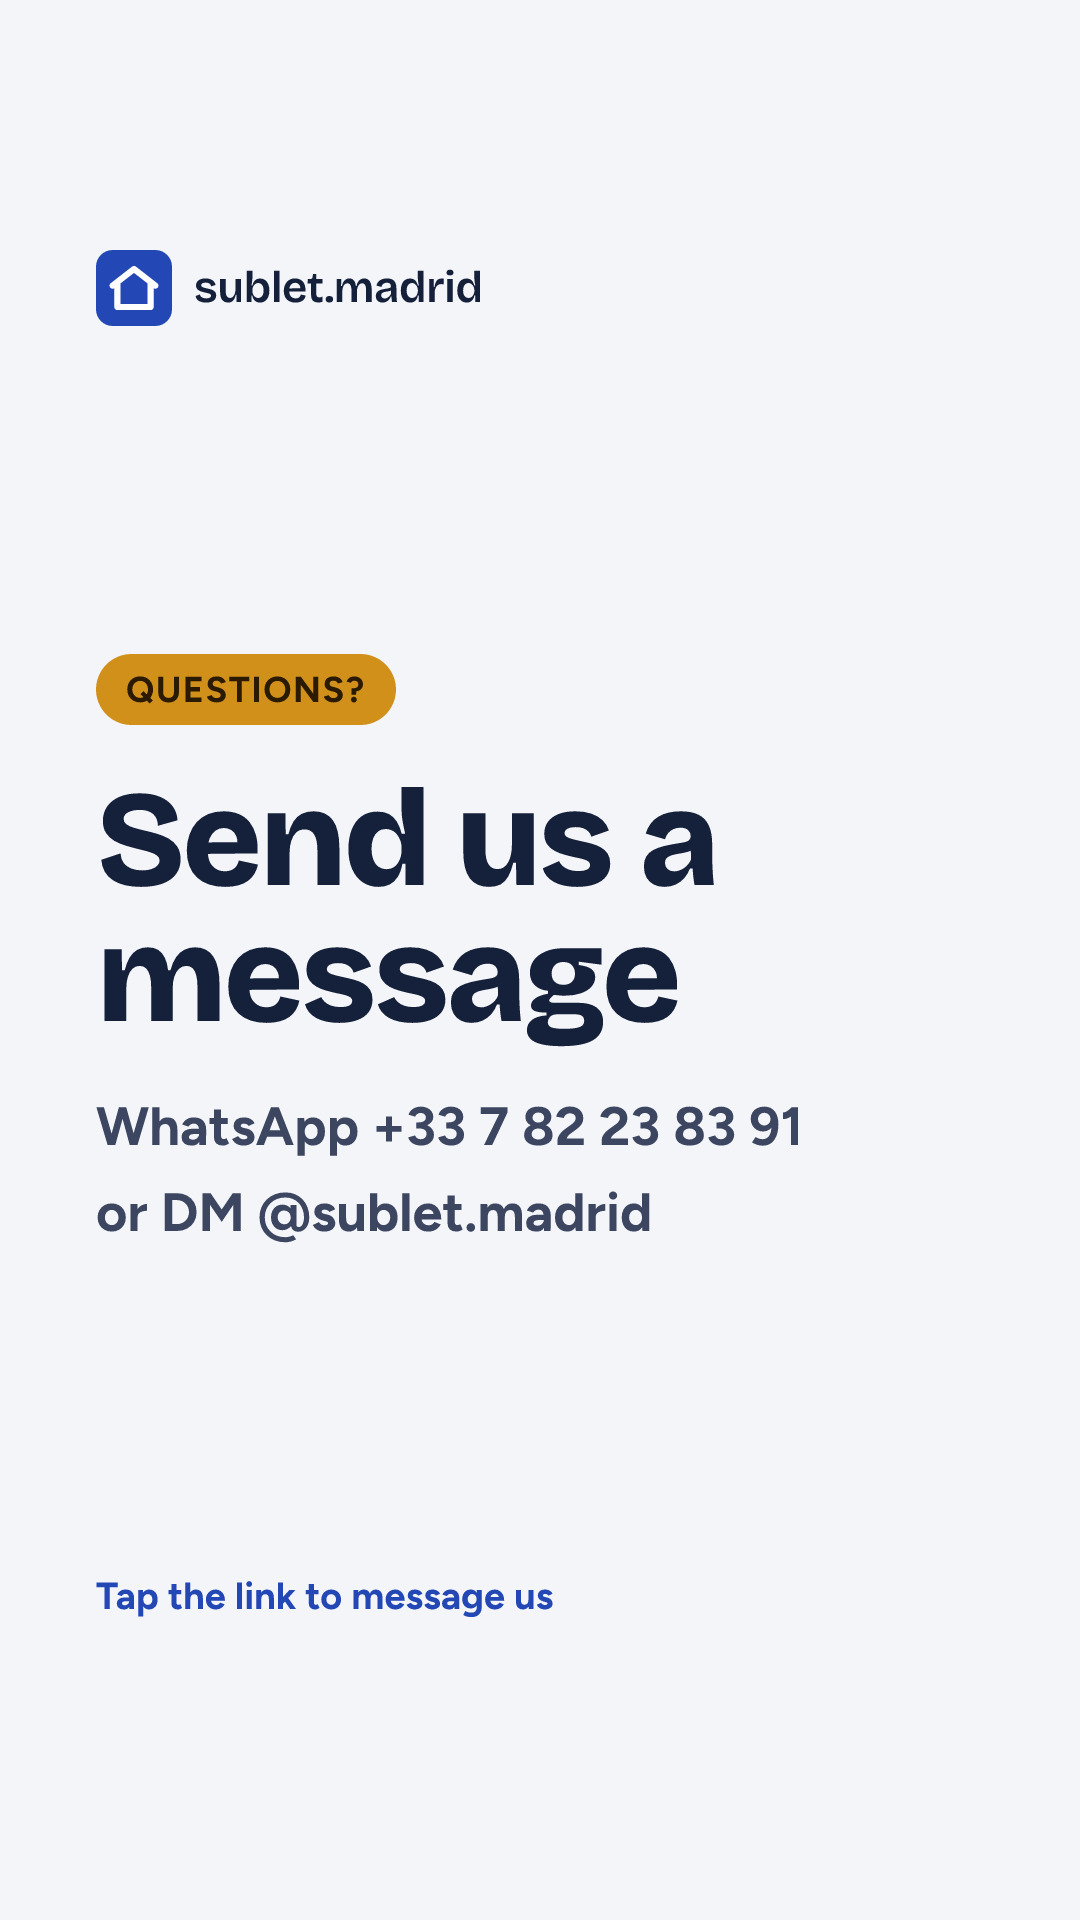 sublet.madrid
QUESTIONS?
Send us a
message
WhatsApp +33 7 82 23 83 91
or DM @sublet.madrid
Tap the link to message us